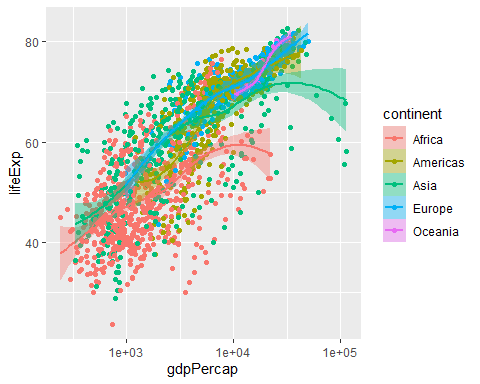 80
60
40
lifeExp
1e+03
1e+04
1e+05
gdpPercap
continent
Africa
Americas
Asia
Europe
Oceania